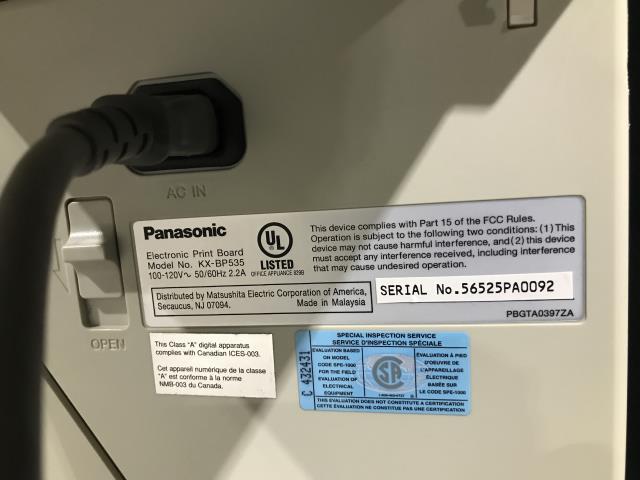 AC IN
OPEN
Panasonic
Electronic Print Board
Model No. KX-BP535
100-120V~ 50/60Hz 2.2A
UL
LISTED
OFFICE APPLIANCE 929B
This device complies with Part 15 of the FCC Rules.
Operation is subject to the following two conditions: (1) This
device may not cause harmful interference, and (2) this device
must accept any interference received, including interference
that may cause undesired operation.
Distributed by Matsushita Electric Corporation of America,
Secaucus, NJ 07094.
Made in Malaysia
SERIAL No.56525PA0092
PBGTA0397ZA
This Class "A" digital apparatus
complies with Canadian ICES-003.
Cet appareil numérique de la classe
"A" est conforme à la norme
NMB-003 du Canada.
SPECIAL INSPECTION SERVICE
SERVICE D'INSPECTION SPÉCIALE
C 432431
EVALUATION BASED
ON MODEL
CODE SPE-1000
FOR THE FIELD
EVALUATION OF
ELECTRICAL
EQUIPMENT
ÉVALUATION À PIED
D'OEUVRE DE
L'APPAREILLAGE
ÉLECTRIQUE
BASÉE SUR
LE CODE SPE-1000
THIS EVALUATION DOES NOT CONSTITUTE A CERTIFICATION
CETTE ÉVALUATION NE CONSTITUE PAS UNE CERTIFICATION